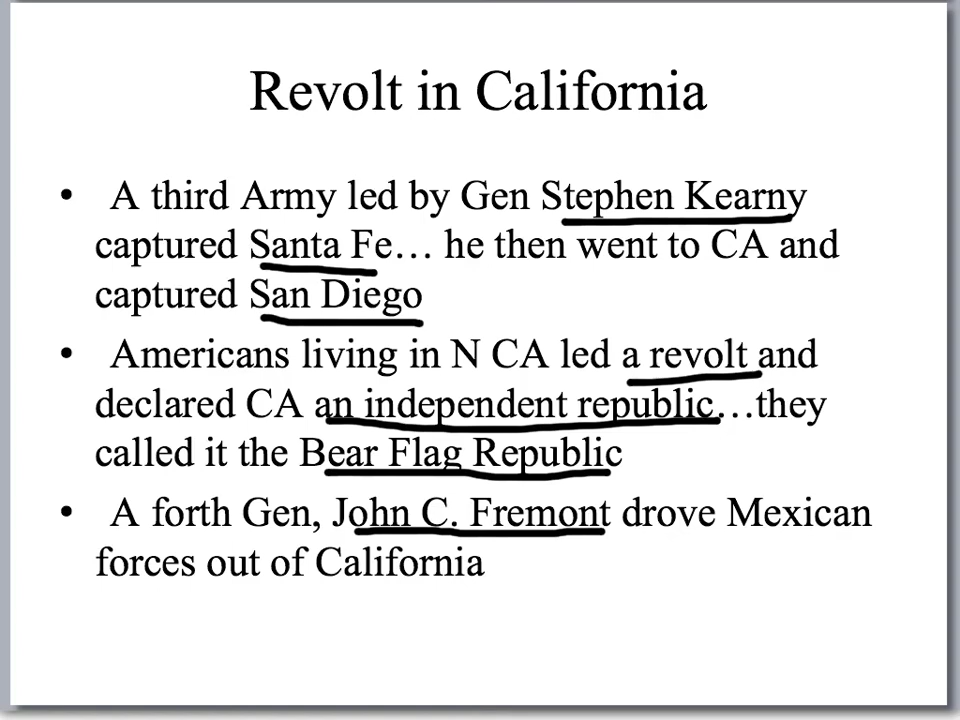 Revolt in California
• A third Army led by Gen Stephen Kearny
captured Santa Fe… he then went to CA and
captured San Diego
• Americans living in N CA led a revolt and
declared CA an independent republic…they
called it the Bear Flag Republic
• A forth Gen, John C. Fremont drove Mexican
forces out of California